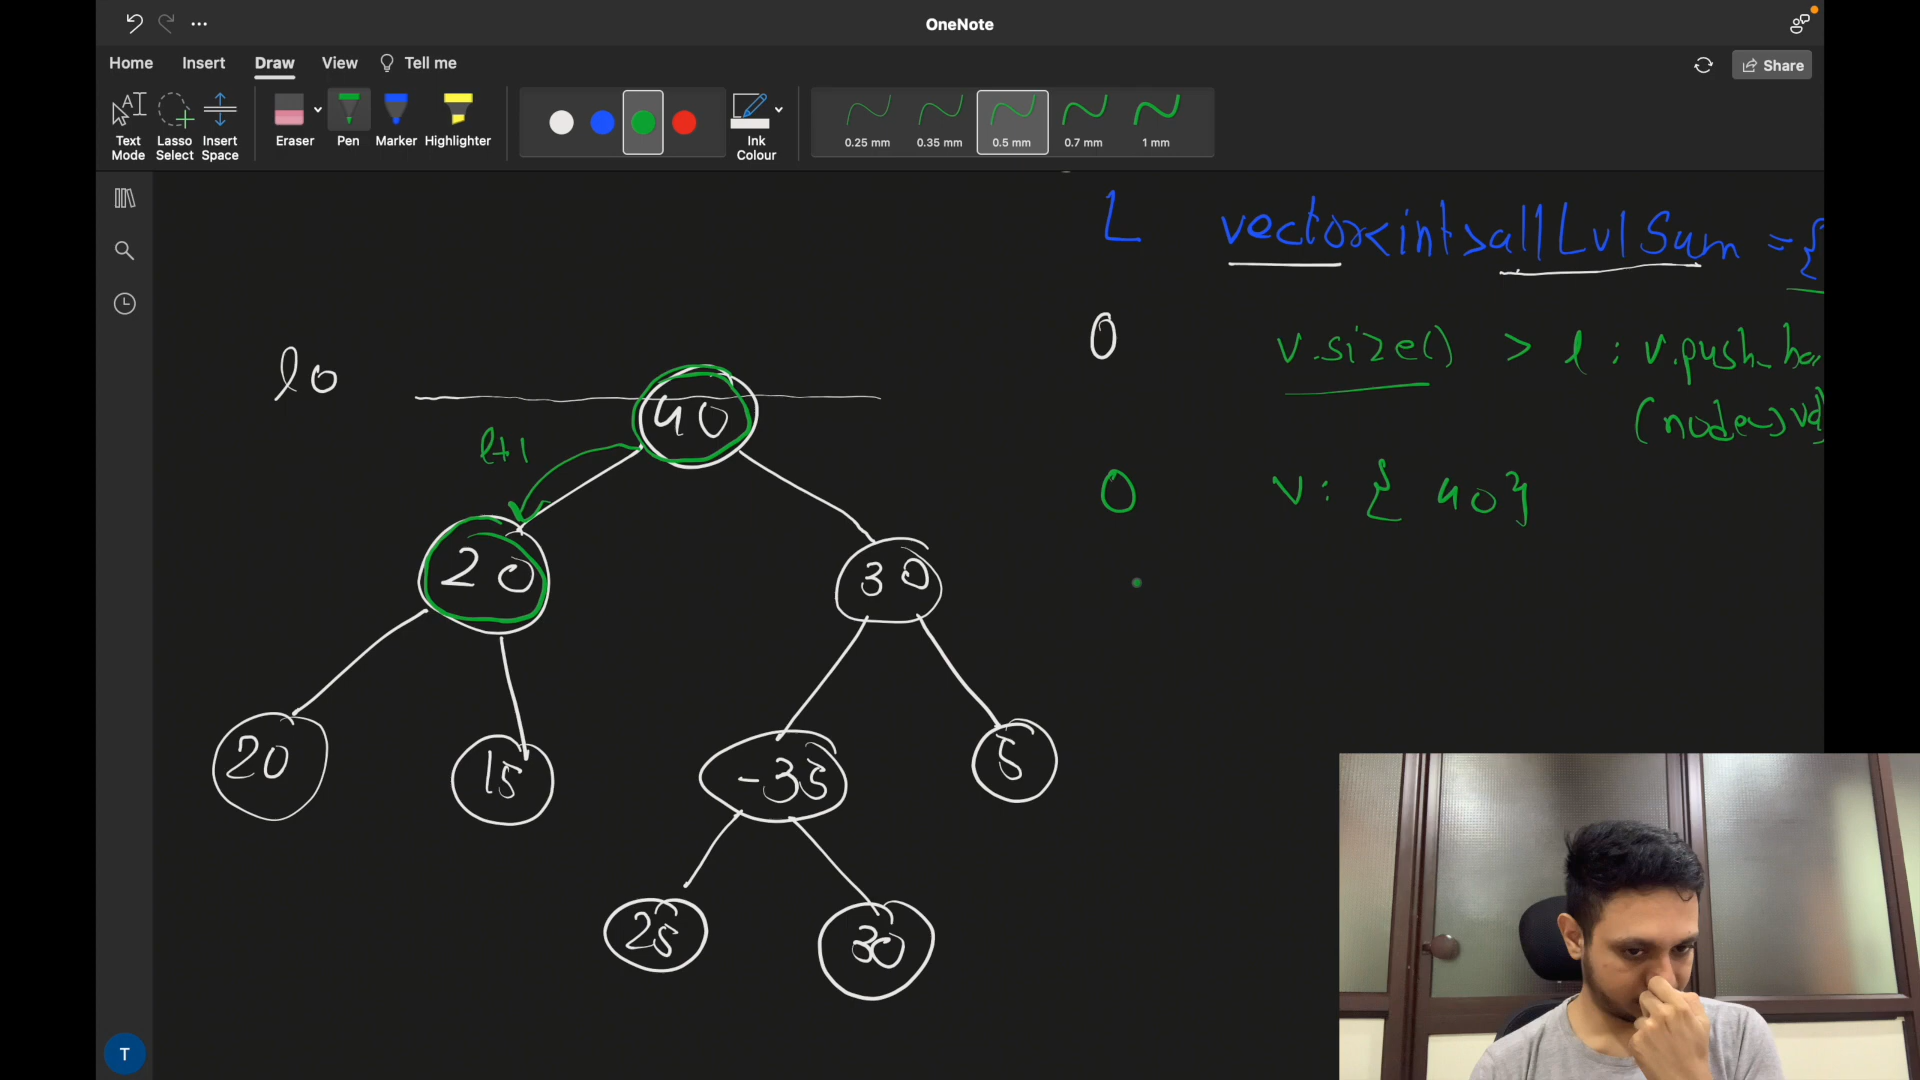 OneNote
Home Insert Draw View Tell me
Share
Text Mode
Lasso Select
Insert Space
Eraser
Pen
Marker
Highlighter
Ink Colour
0.25 mm
0.35 mm
0.5 mm
0.7 mm
1 mm
L vector<int>allLvlSum = {
0 v.size() > l : v.push_ba
(node->va
0 v: { 40}
l0
40
l+1
20
30
20
15
-35
5
25
30
T